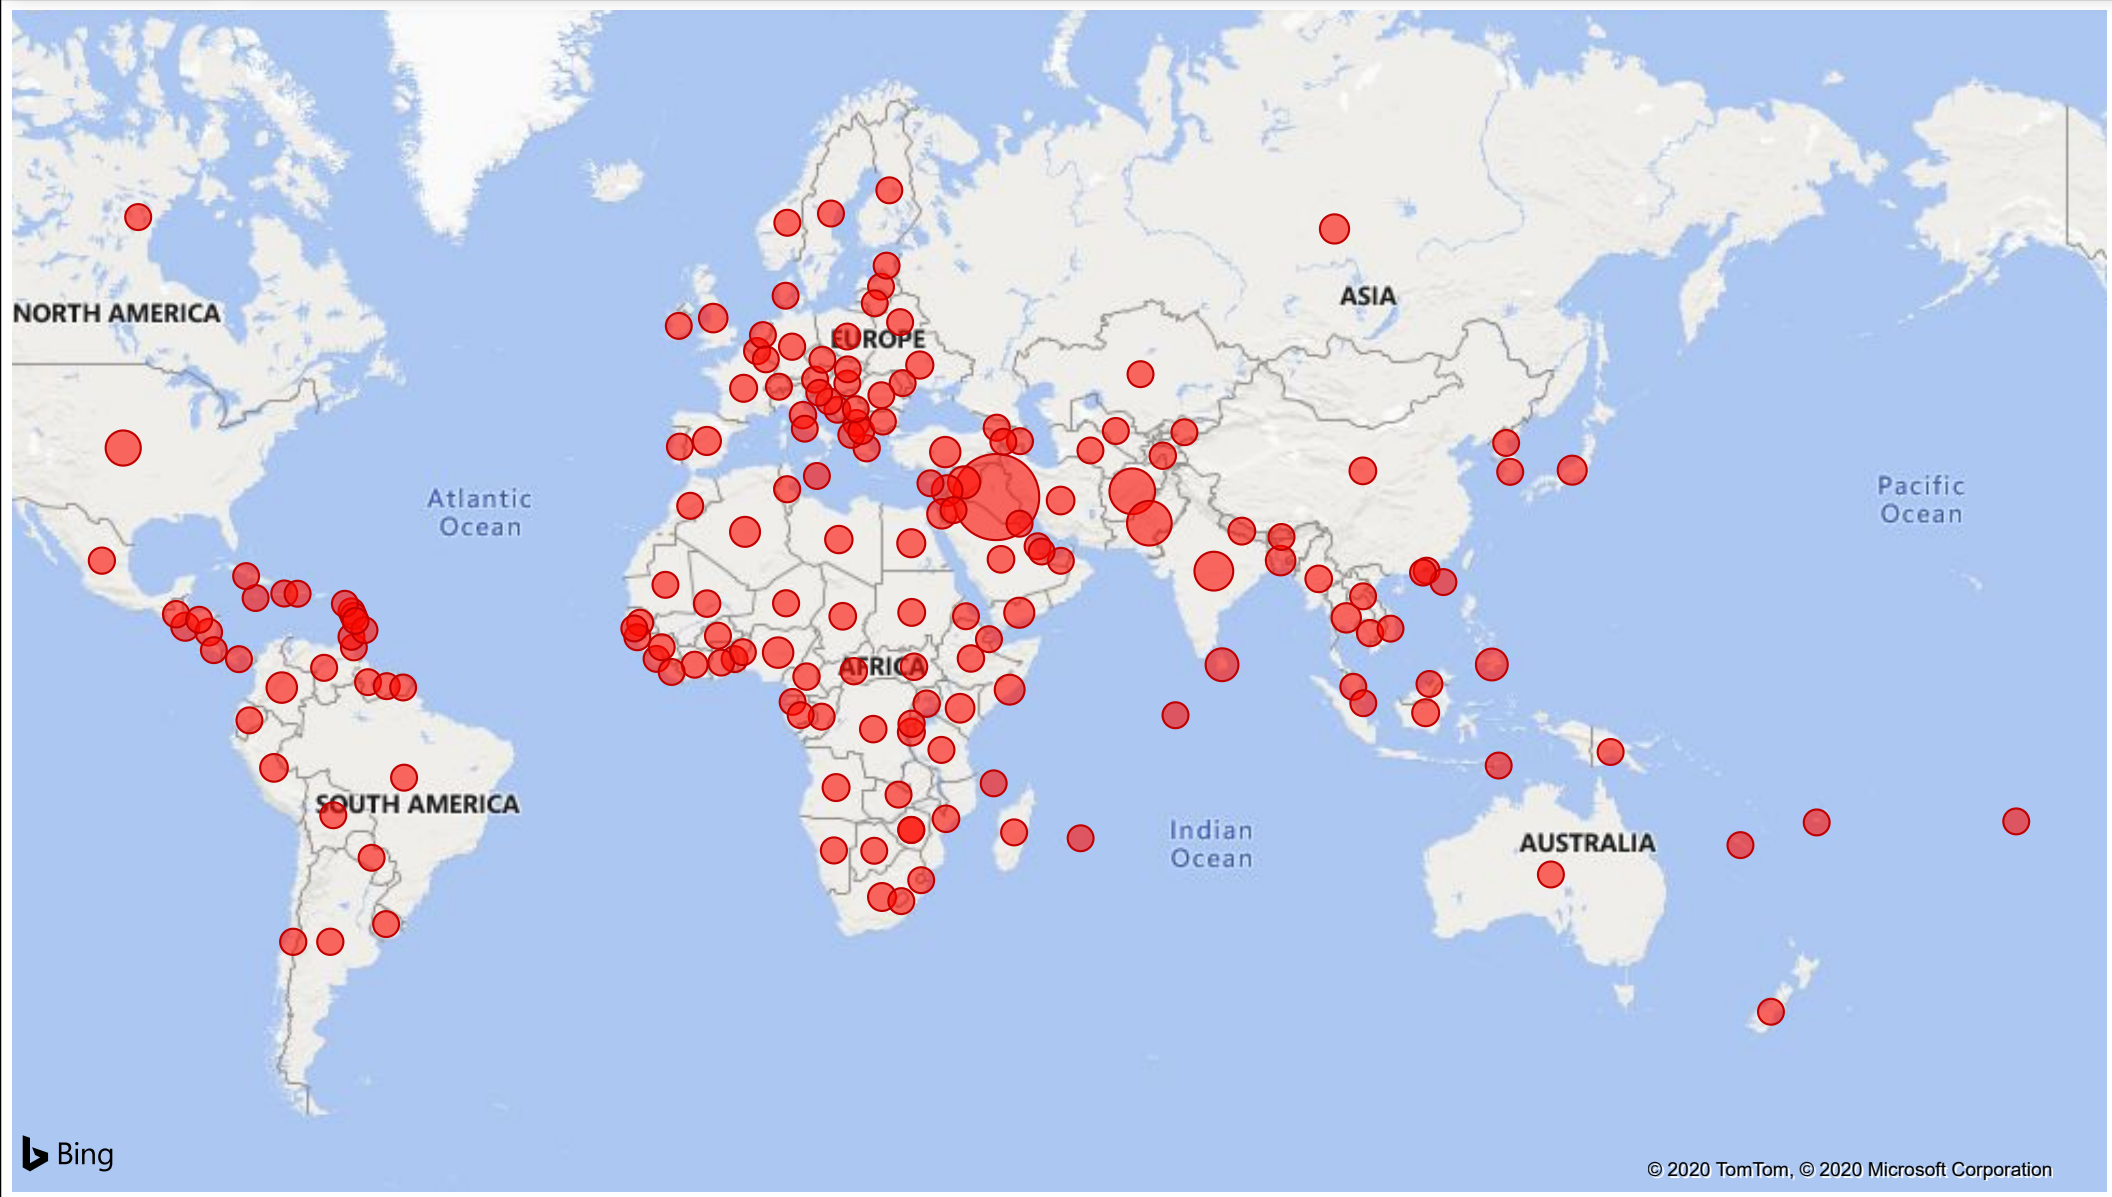 NORTH AMERICA
ASIA
EUROPE
Atlantic
Ocean
Pacific
Ocean
AFRICA
SOUTH AMERICA
Indian
Ocean
AUSTRALIA
Bing
© 2020 TomTom, © 2020 Microsoft Corporation